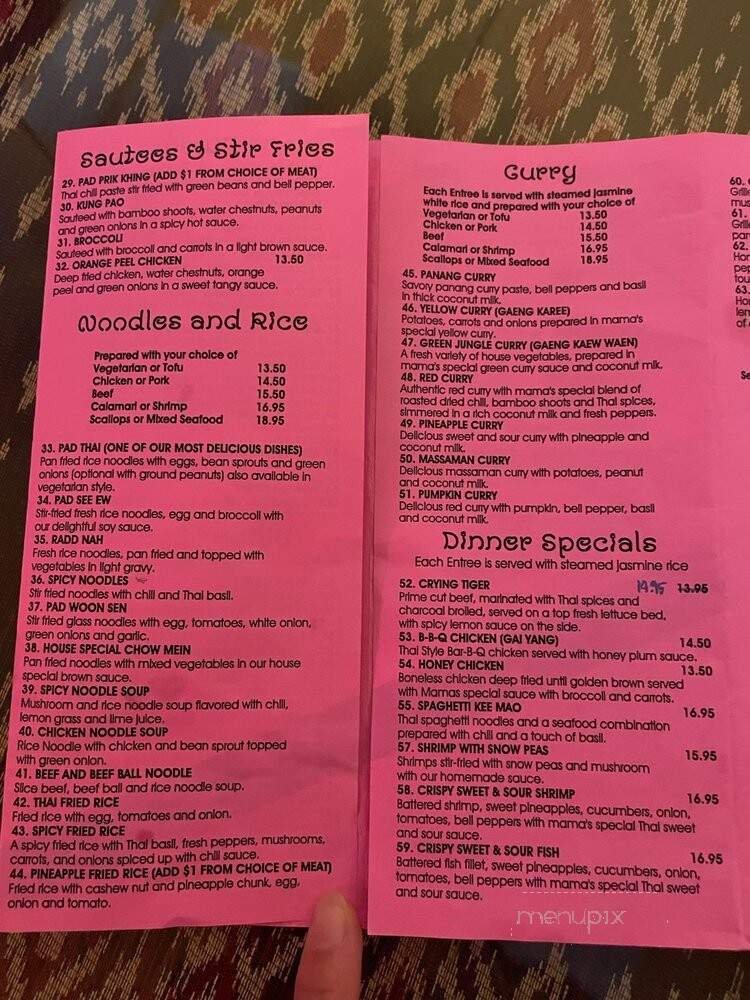 Sautees & Stir Fries
29. PAD PRIK KHING (ADD $1 FROM CHOICE OF MEAT)
Thai chili paste stir fried with green beans and bell pepper.
30. KUNG PAO
Sauteed with bamboo shoots, water chestnuts, peanuts
and green onions in a spicy hot sauce.
31. BROCCOLI
Sauteed with broccoli and carrots in a light brown sauce.
32. ORANGE PEEL CHICKEN 13.50
Deep fried chicken, water chestnuts, orange
peel and green onions in a sweet tangy sauce.
Noodles and Rice
Prepared with your choice of
Vegetarian or Tofu 13.50
Chicken or Pork 14.50
Beef 15.50
Calamari or Shrimp 16.95
Scallops or Mixed Seafood 18.95
33. PAD THAI (ONE OF OUR MOST DELICIOUS DISHES)
Pan fried rice noodles with eggs, bean sprouts and green
onions (optional with ground peanuts) also available in
vegetarian style.
34. PAD SEE EW
Stir-fried fresh rice noodles, egg and broccoli with
our delightful soy sauce.
35. RADD NAH
Fresh rice noodles, pan fried and topped with
vegetables in light gravy.
36. SPICY NOODLES
Stir fried noodles with chili and Thai basil.
37. PAD WOON SEN
Stir fried glass noodles with egg, tomatoes, white onion,
green onions and garlic.
38. HOUSE SPECIAL CHOW MEIN
Pan fried noodles with mixed vegetables in our house
special brown sauce.
39. SPICY NOODLE SOUP
Mushroom and rice noodle soup flavored with chili,
lemon grass and lime juice.
40. CHICKEN NOODLE SOUP
Rice Noodle with chicken and bean sprout topped
with green onion.
41. BEEF AND BEEF BALL NOODLE
Slice beef, beef ball and rice noodle soup.
42. THAI FRIED RICE
Fried rice with egg, tomatoes and onion.
43. SPICY FRIED RICE
A spicy fried rice with Thai basil, fresh peppers, mushrooms,
carrots, and onions spiced up with chili sauce.
44. PINEAPPLE FRIED RICE (ADD $1 FROM CHOICE OF MEAT)
Fried rice with cashew nut and pineapple chunk, egg,
onion and tomato.
Curry
Each Entree is served with steamed jasmine
white rice and prepared with your choice of
Vegetarian or Tofu 13.50
Chicken or Pork 14.50
Beef 15.50
Calamari or Shrimp 16.95
Scallops or Mixed Seafood 18.95
45. PANANG CURRY
Savory panang curry paste, bell peppers and basil
in thick coconut milk.
46. YELLOW CURRY (GAENG KAREE)
Potatoes, carrots and onions prepared in mama's
special yellow curry.
47. GREEN JUNGLE CURRY (GAENG KAEW WAEN)
A fresh variety of house vegetables, prepared in
mama's special green curry sauce and coconut milk.
48. RED CURRY
Authentic red curry with mama's special blend of
roasted dried chili, bamboo shoots and Thai spices,
simmered in a rich coconut milk and fresh peppers.
49. PINEAPPLE CURRY
Delicious sweet and sour curry with pineapple and
coconut milk.
50. MASSAMAN CURRY
Delicious massaman curry with potatoes, peanut
and coconut milk.
51. PUMPKIN CURRY
Delicious red curry with pumpkin, bell pepper, basil
and coconut milk.
Dinner Specials
Each Entree is served with steamed jasmine rice
52. CRYING TIGER 14.95 13.95
Prime cut beef, marinated with Thai spices and
charcoal broiled, served on a top fresh lettuce bed,
with spicy lemon sauce on the side.
53. B-B-Q CHICKEN (GAI YANG) 14.50
Thai Style Bar-B-Q chicken served with honey plum sauce.
54. HONEY CHICKEN 13.50
Boneless chicken deep fried until golden brown served
with Mamas special sauce with broccoli and carrots.
55. SPAGHETTI KEE MAO 16.95
Thai spaghetti noodles and a seafood combination
prepared with chili and a touch of basil.
57. SHRIMP WITH SNOW PEAS 15.95
Shrimps stir-fried with snow peas and mushroom
with our homemade sauce.
58. CRISPY SWEET & SOUR SHRIMP 16.95
Battered shrimp, sweet pineapples, cucumbers, onion,
tomatoes, bell peppers with mama's special Thai sweet
and sour sauce.
59. CRISPY SWEET & SOUR FISH 16.95
Battered fish fillet, sweet pineapples, cucumbers, onion,
tomatoes, bell peppers with mama's special Thai sweet
and sour sauce.
60.
61.
62.
63.
menupix